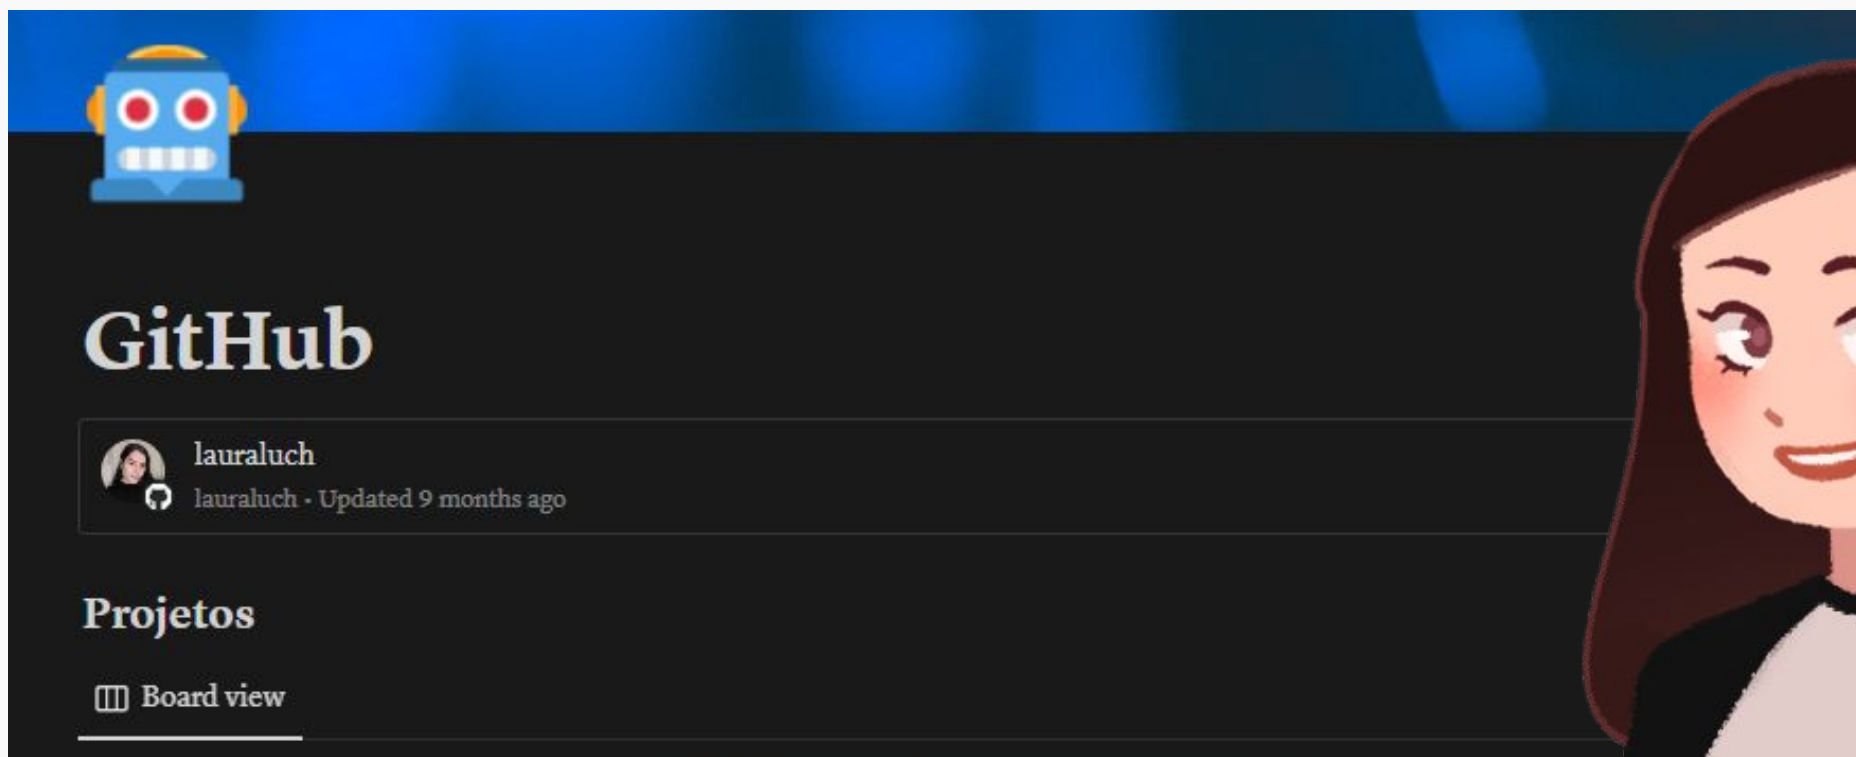 GitHub
lauraluch
lauraluch • Updated 9 months ago
Projetos
Board view